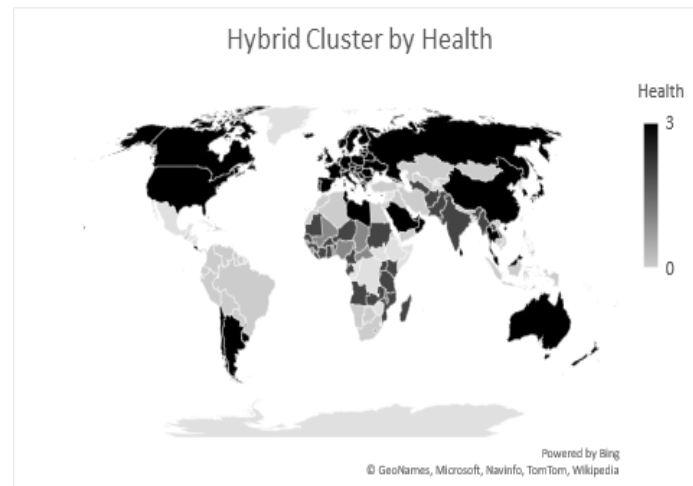 Hybrid Cluster by Health
Health
3
0
Powered by Bing
© GeoNames, Microsoft, Navinfo, TomTom, Wikipedia